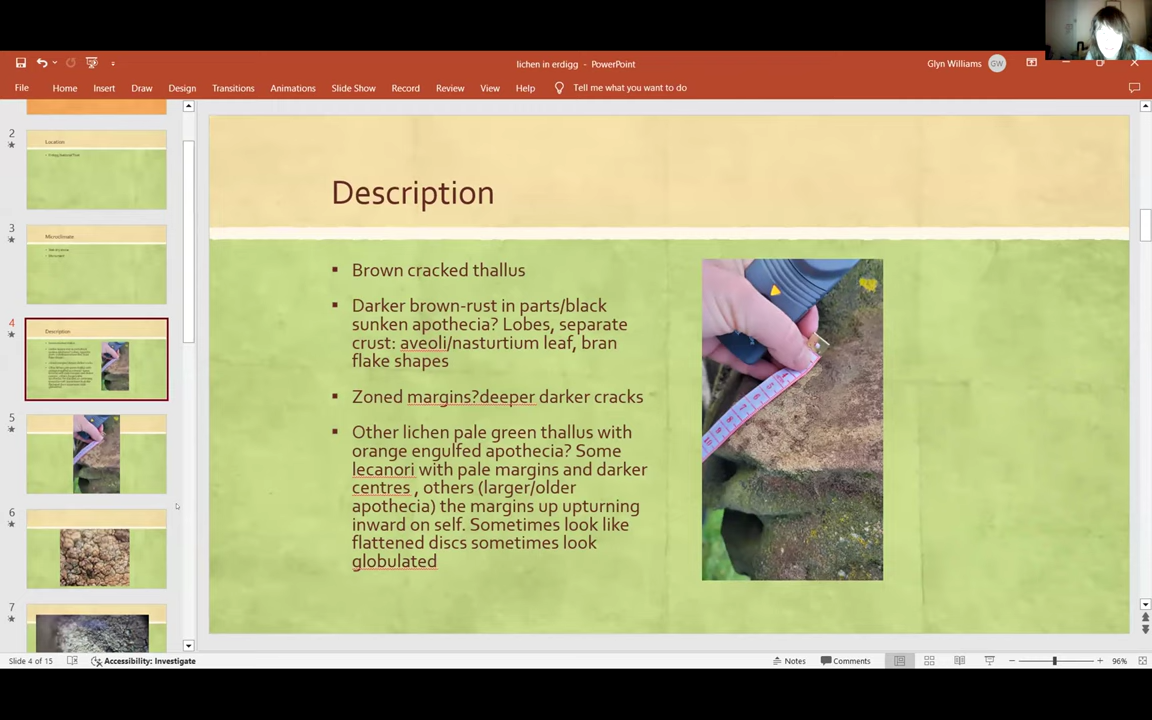 lichen in erdigg - PowerPoint
Glyn Williams
GW
File Home Insert Draw Design Transitions Animations Slide Show Record Review View Help Tell me what you want to do
2
Location
3
Microclimate
4
Description
5
6
7
Description
Brown cracked thallus
Darker brown-rust in parts/black
sunken apothecia? Lobes, separate
crust: aveoli/nasturtium leaf, bran
flake shapes
Zoned margins?deeper darker cracks
Other lichen pale green thallus with
orange engulfed apothecia? Some
lecanori with pale margins and darker
centres , others (larger/older
apothecia) the margins up upturning
inward on self. Sometimes look like
flattened discs sometimes look
globulated
Slide 4 of 15
Accessibility: Investigate
Notes
Comments
96%